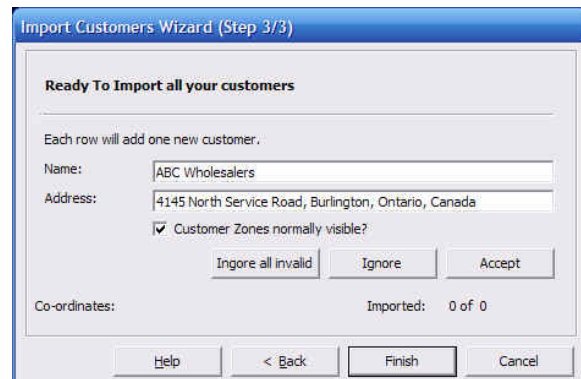 Import Customers Wizard (Step 3/3)
Ready To Import all your customers
Each row will add one new customer.
Name: ABC Wholesalers
Address: 4145 North Service Road, Burlington, Ontario, Canada
Customer Zones normally visible?
Ingore all invalid Ignore Accept
Co-ordinates: Imported: 0 of 0
Help < Back Finish Cancel